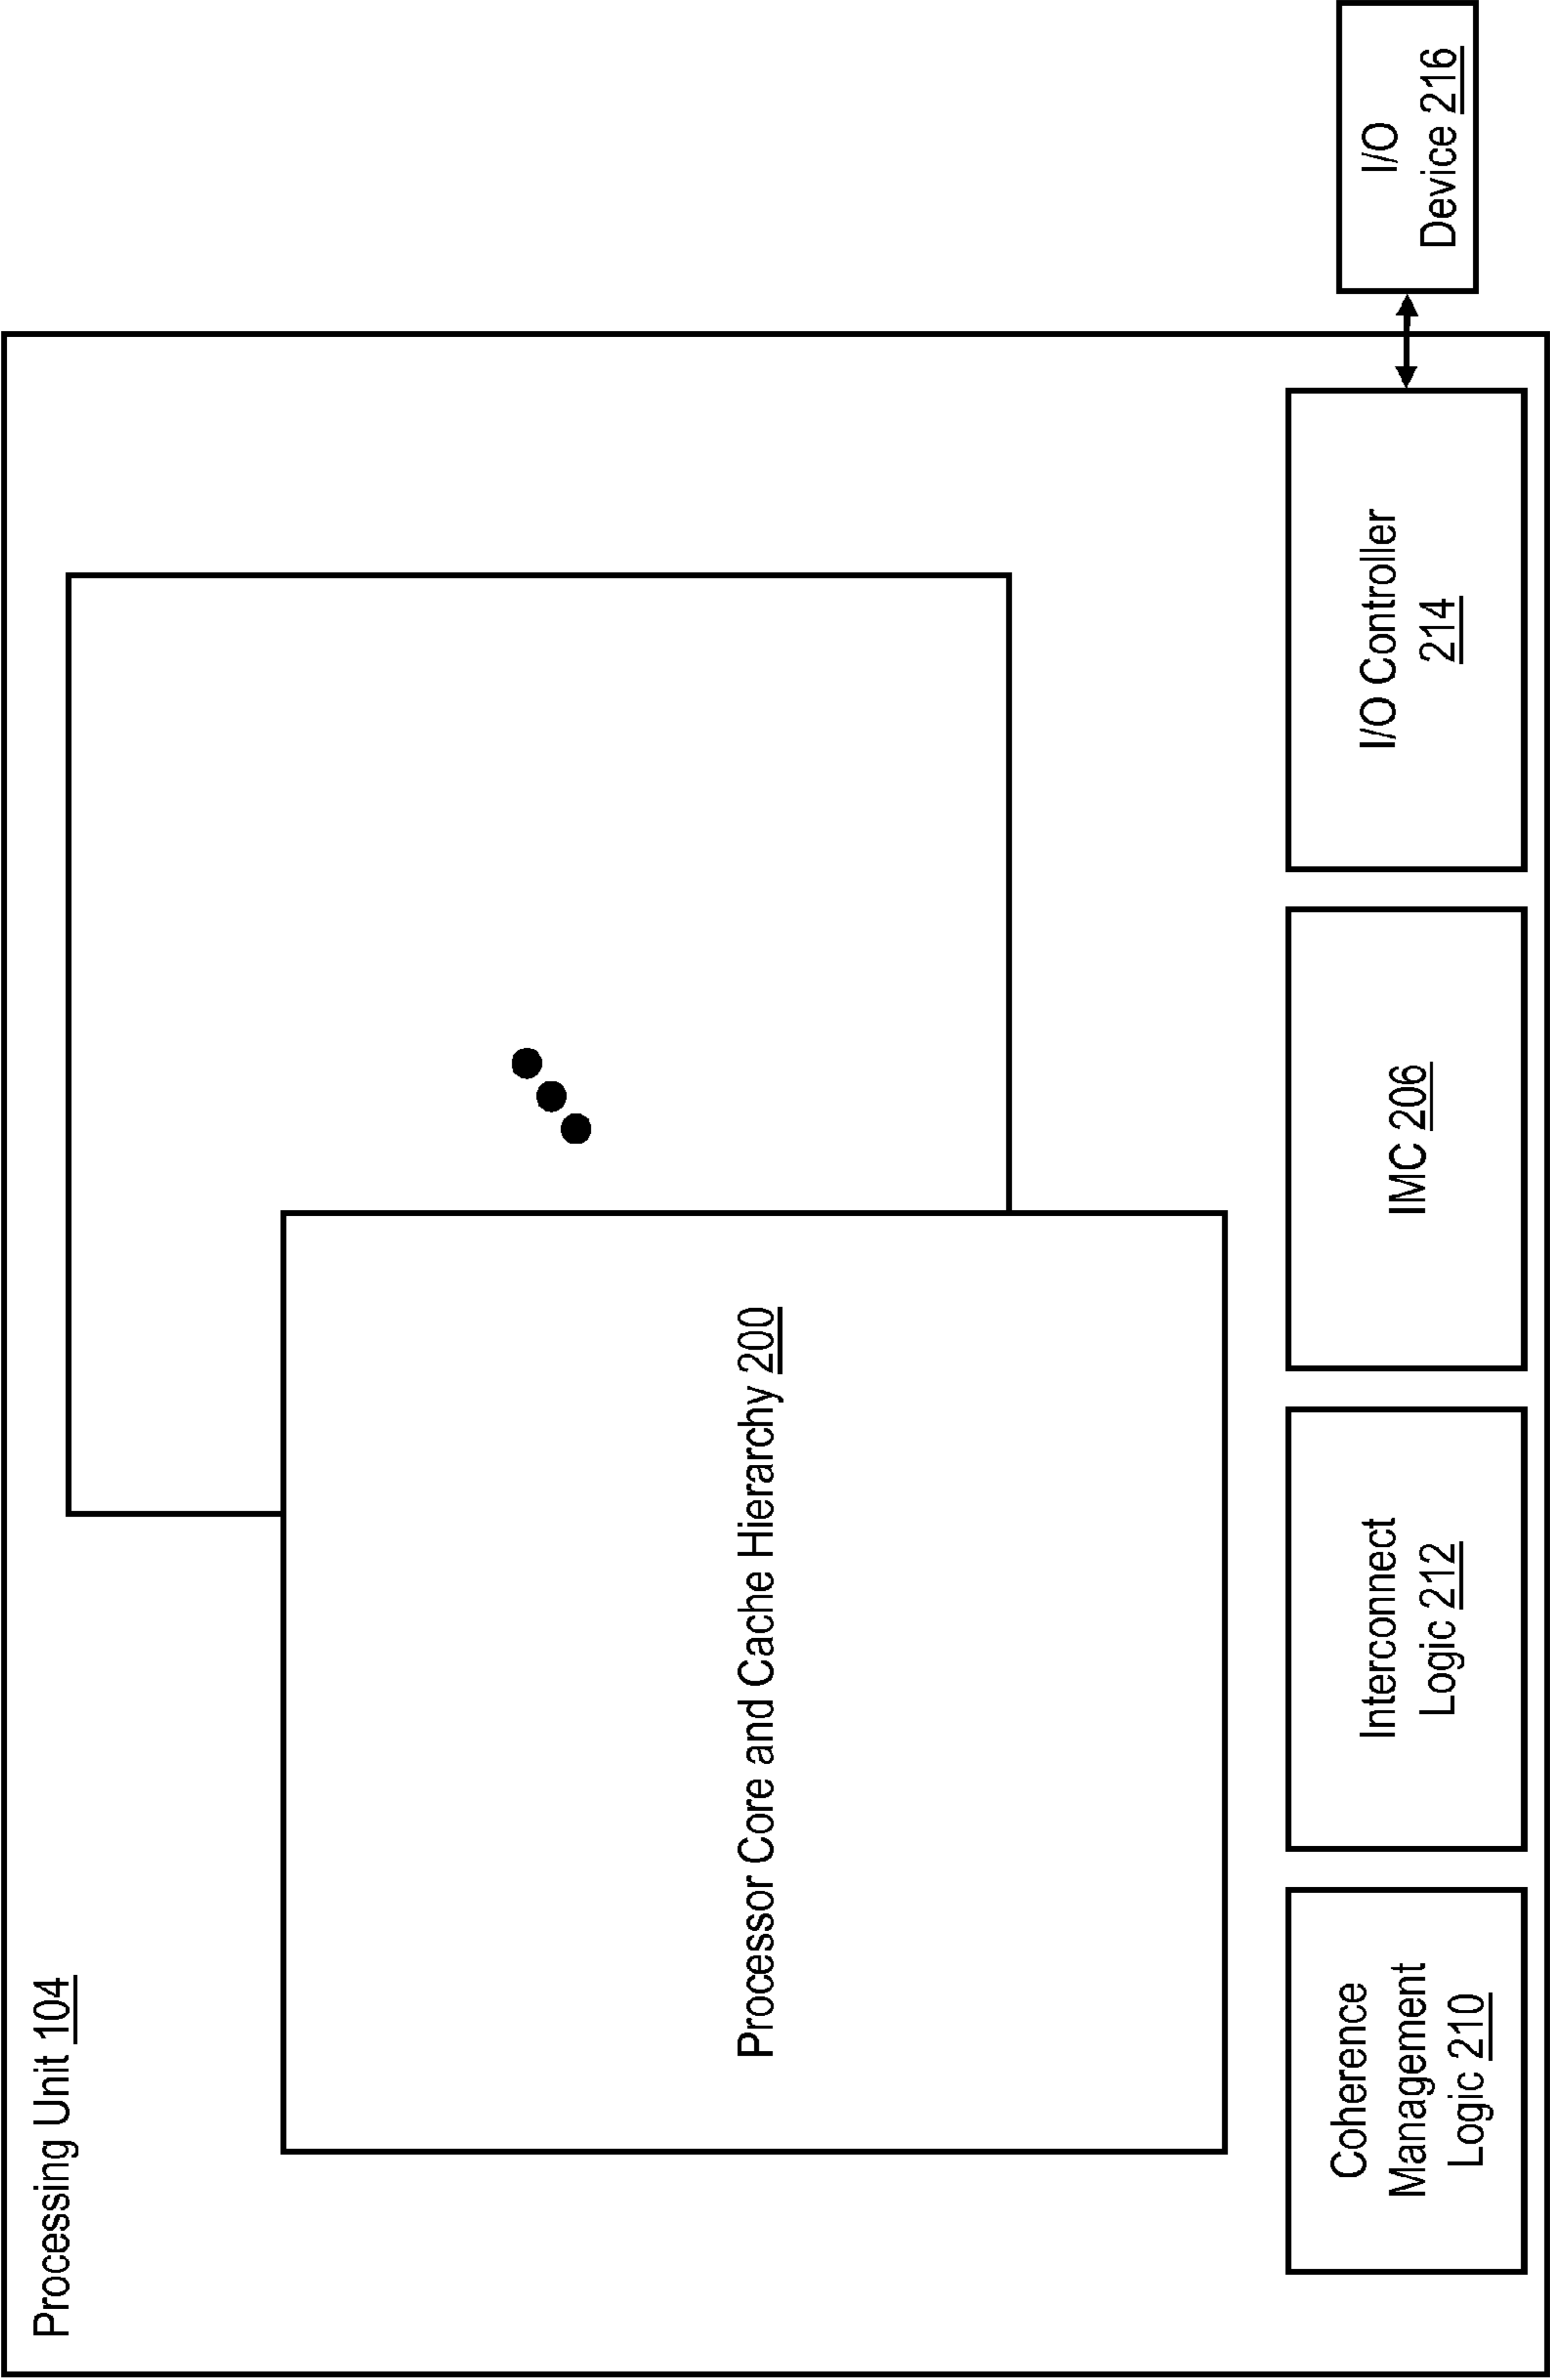 Processing Unit 104
Processor Core and Cache Hierarchy 200
Coherence
Management
Logic 210
Interconnect
Logic 212
IMC 206
I/O Controller
214
I/O
Device 216